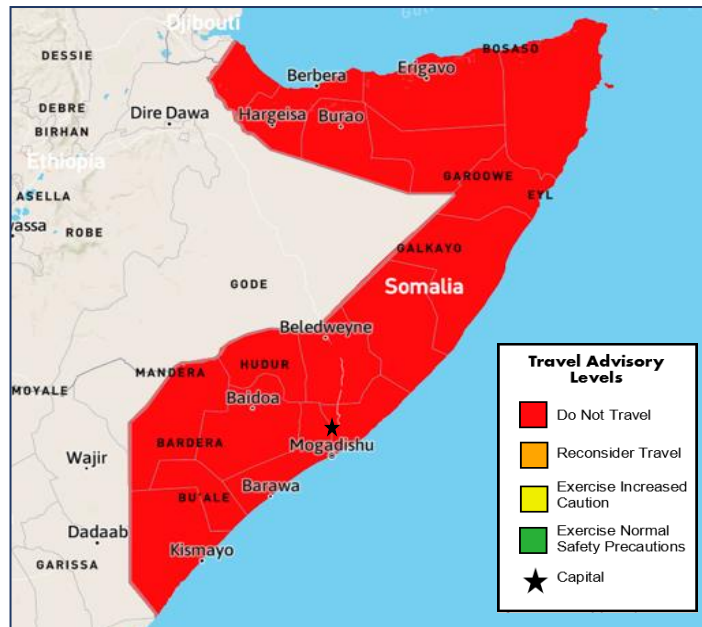 Djibouti
DESSIE
BOSASO
Erigavo
Berbera
DEBRE
BIRHAN
Dire Dawa
Hargeisa
Burao
Ethiopia
GAROOWE
ASELLA
EYL
ROBE
GALKAYO
GODE
Somalia
Beledweyne
HUDUR
MANDERA
MOYALE
Baidoa
BARDERA
Mogadishu
Wajir
BU'ALE
Barawa
Dadaab
Kismayo
GARISSA
Travel Advisory
Levels
Do Not Travel
Reconsider Travel
Exercise Increased
Caution
Exercise Normal
Safety Precautions
Capital